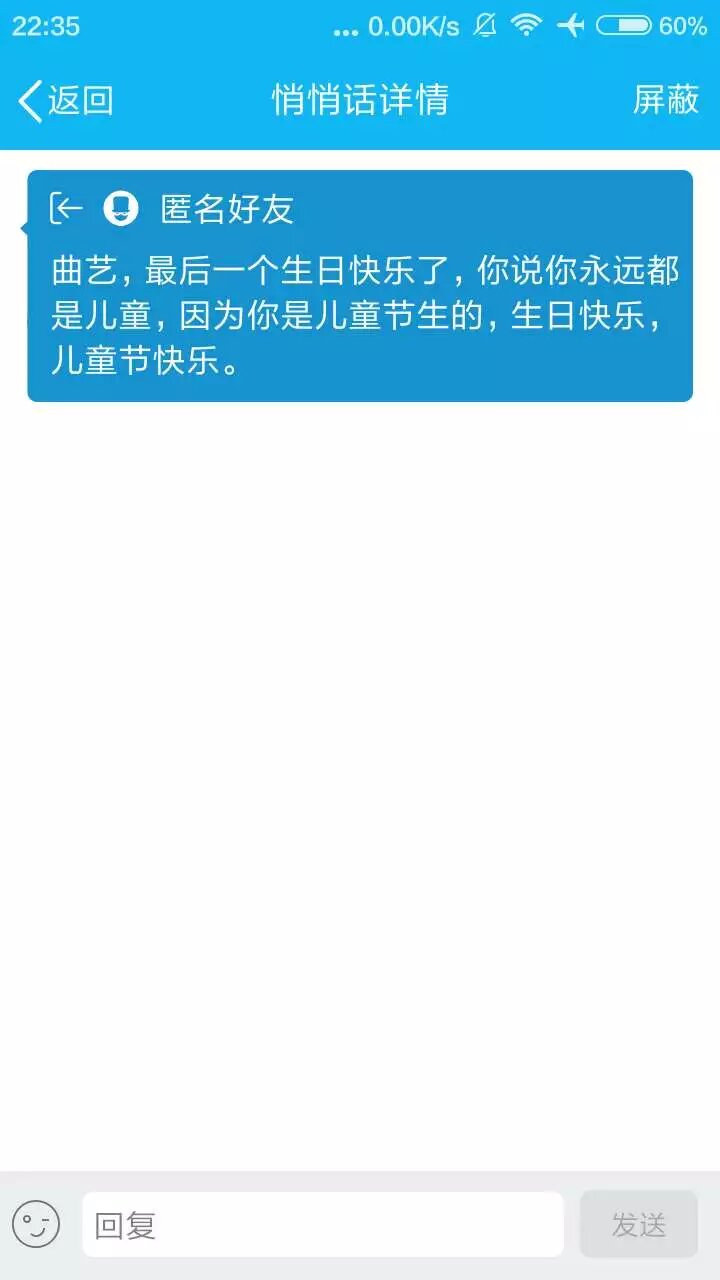 22:35 ... 0.00K/s 60%
返回 悄悄话详情 屏蔽
匿名好友
曲艺，最后一个生日快乐了，你说你永远都
是儿童，因为你是儿童节生的，生日快乐，
儿童节快乐。
回复 发送